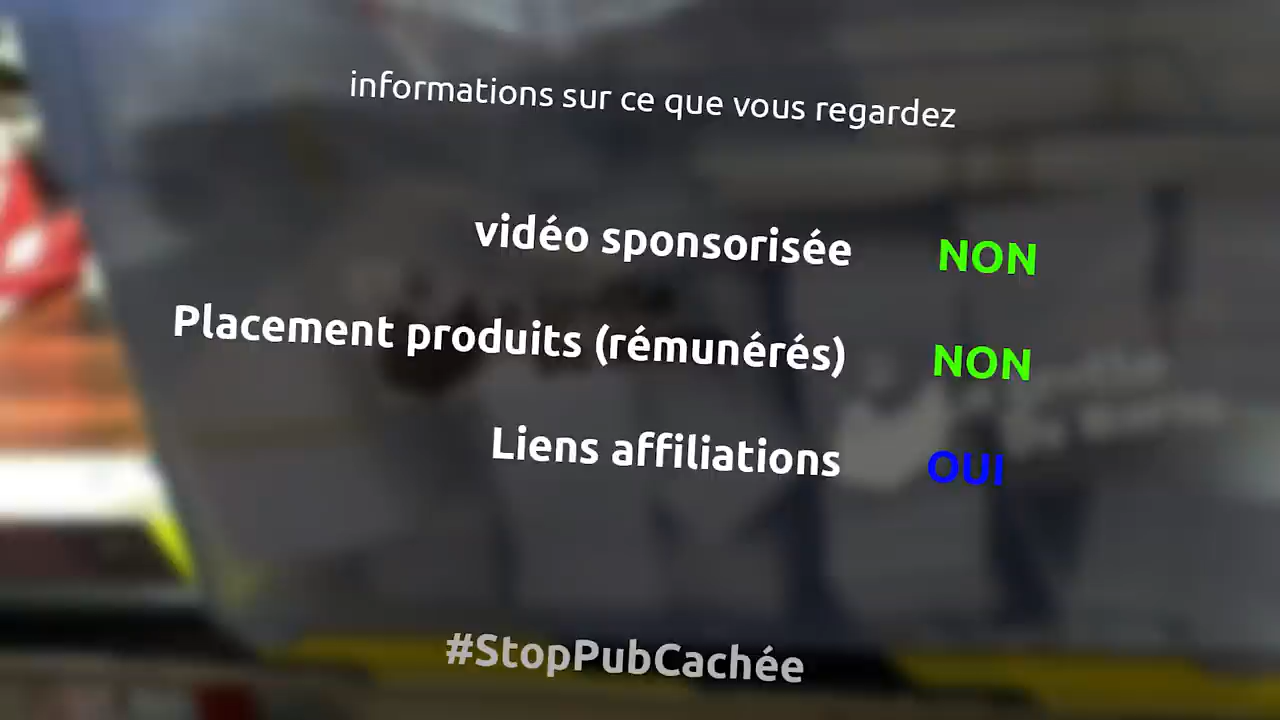 informations sur ce que vous regardez
vidéo sponsorisée NON
Placement produits (rémunérés) NON
Liens affiliations OUI
#StopPubCachée